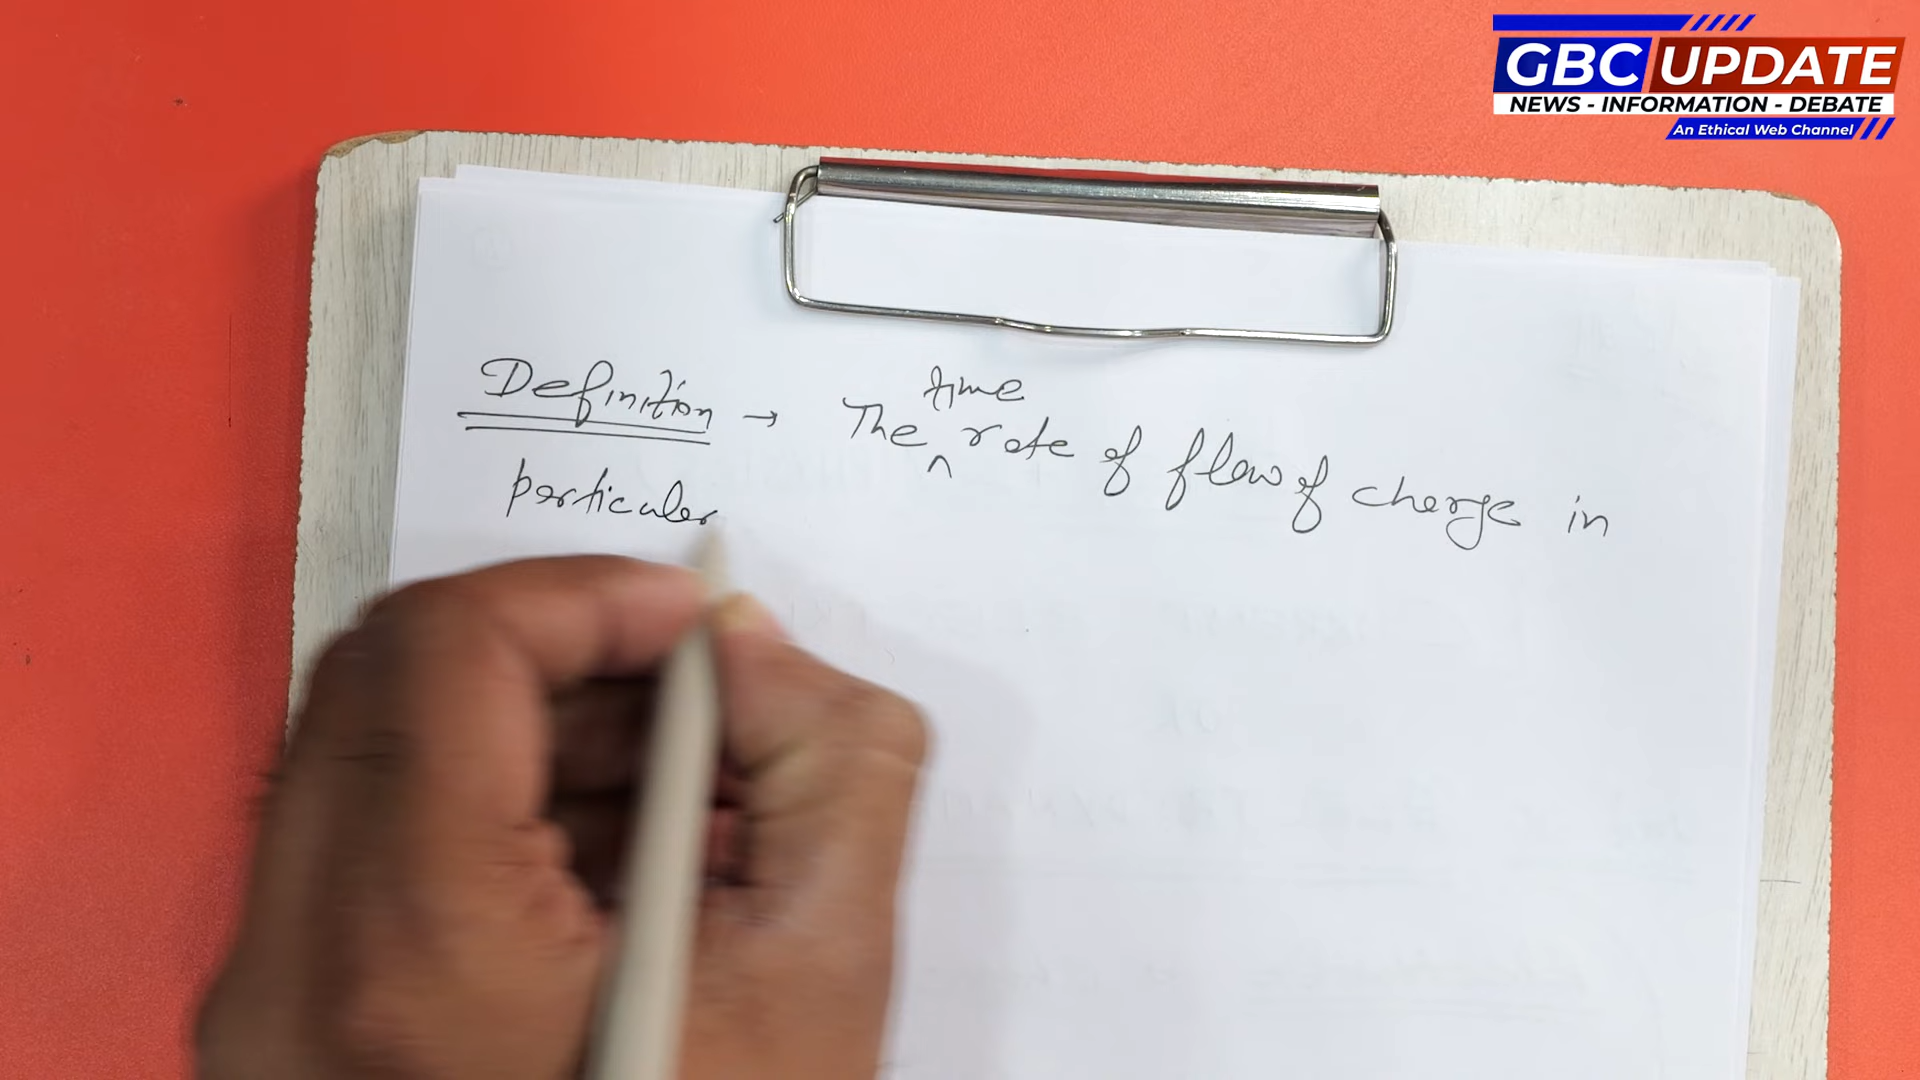 GBC UPDATE
NEWS - INFORMATION - DEBATE
An Ethical Web Channel
time
Definition → The ^ rate of flow of charge in
particular